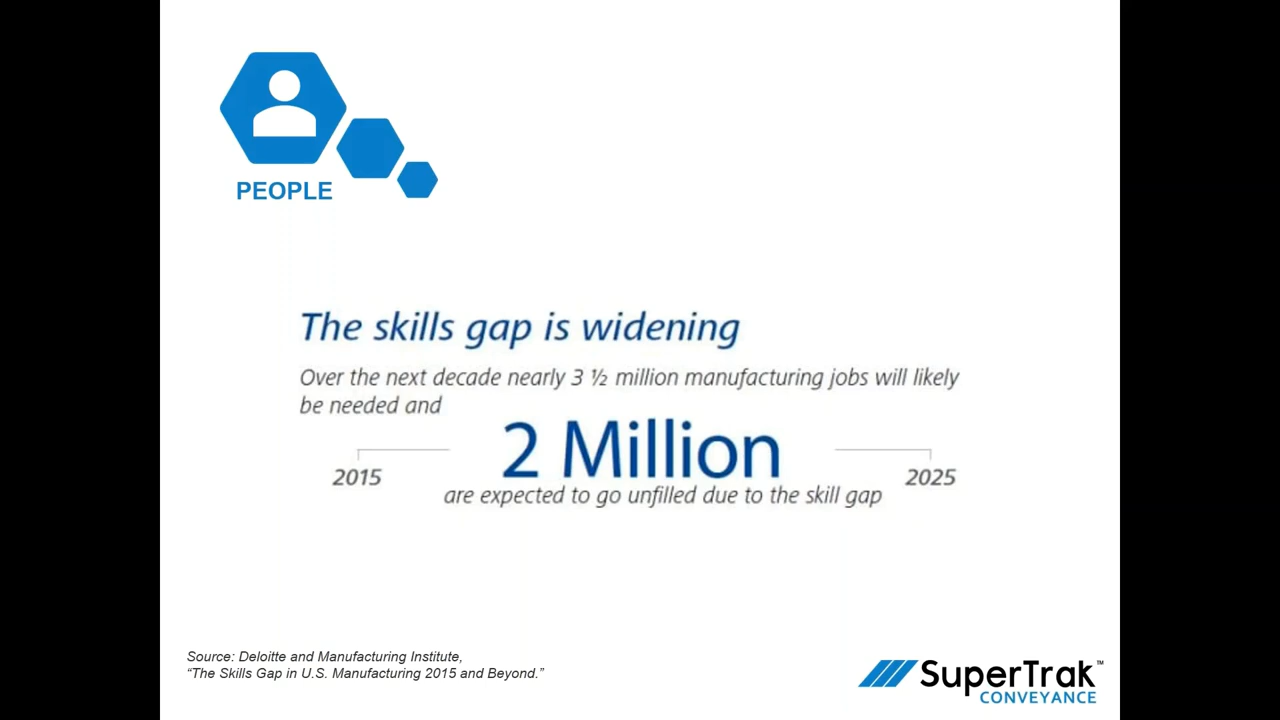 PEOPLE
The skills gap is widening
Over the next decade nearly 3 ½ million manufacturing jobs will likely
be needed and
2 Million
2015
2025
are expected to go unfilled due to the skill gap
Source: Deloitte and Manufacturing Institute,
“The Skills Gap in U.S. Manufacturing 2015 and Beyond.”
SuperTrak™
CONVEYANCE